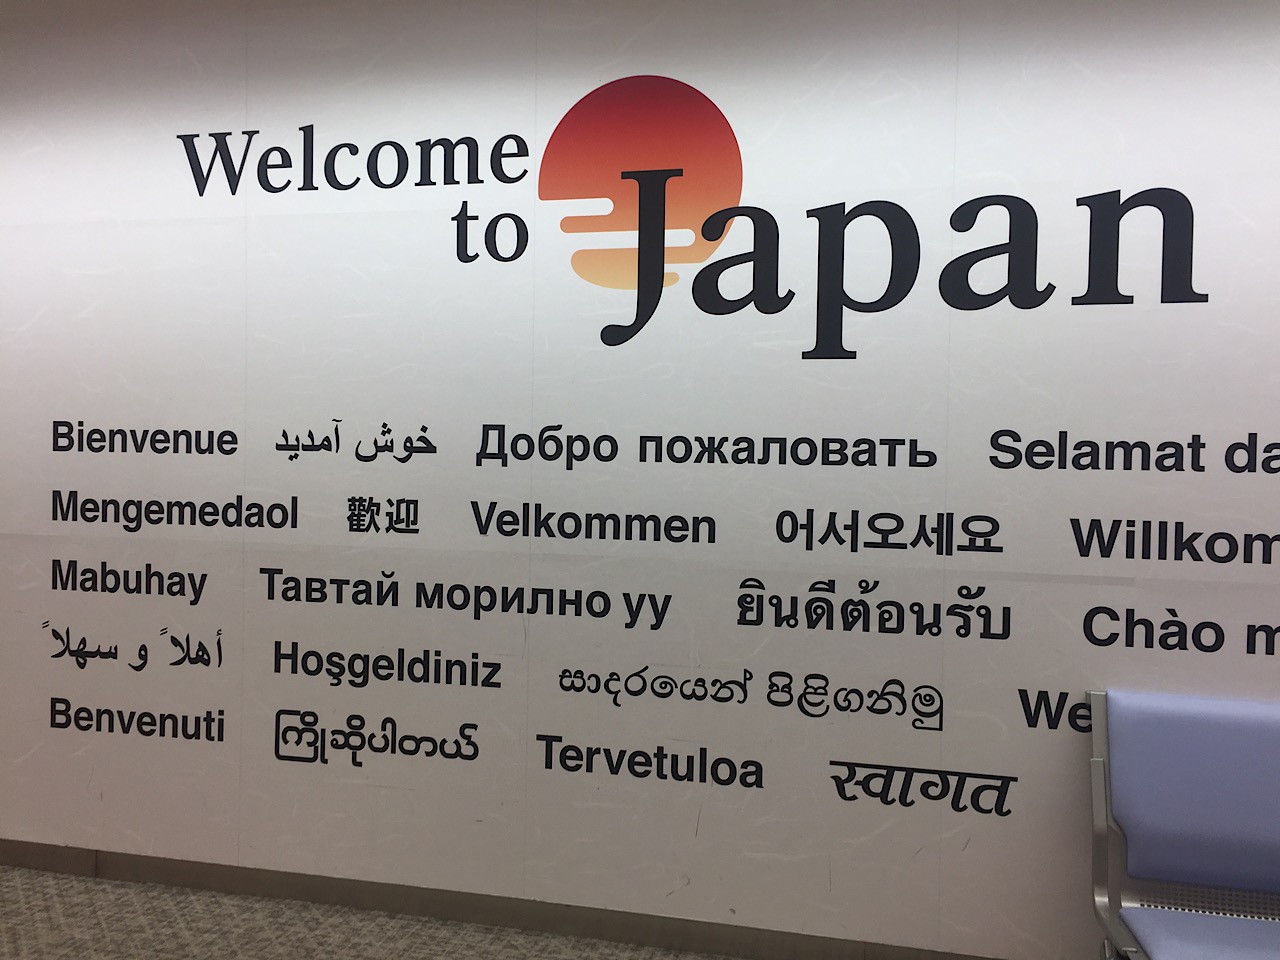 Welcome
to Japan
Bienvenue خوش آمدید Добро пожаловать Selamat da
Mengemedaol 歡迎 Velkommen 어서오세요 Willkom
Mabuhay Тавтай морилно уу ยินดีต้อนรับ Chào m
أهلاً و سهلاً Hoşgeldiniz සාදරයෙන් පිළිගනිමු We
Benvenuti ကြိုဆိုပါတယ် Tervetuloa स्वागत